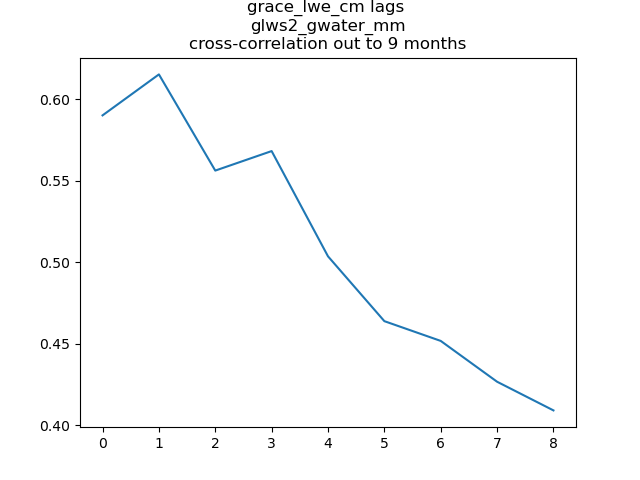 grace_lwe_cm lags
glws2_gwater_mm
cross-correlation out to 9 months
0.60
0.55
0.50
0.45
0.40
0 1 2 3 4 5 6 7 8